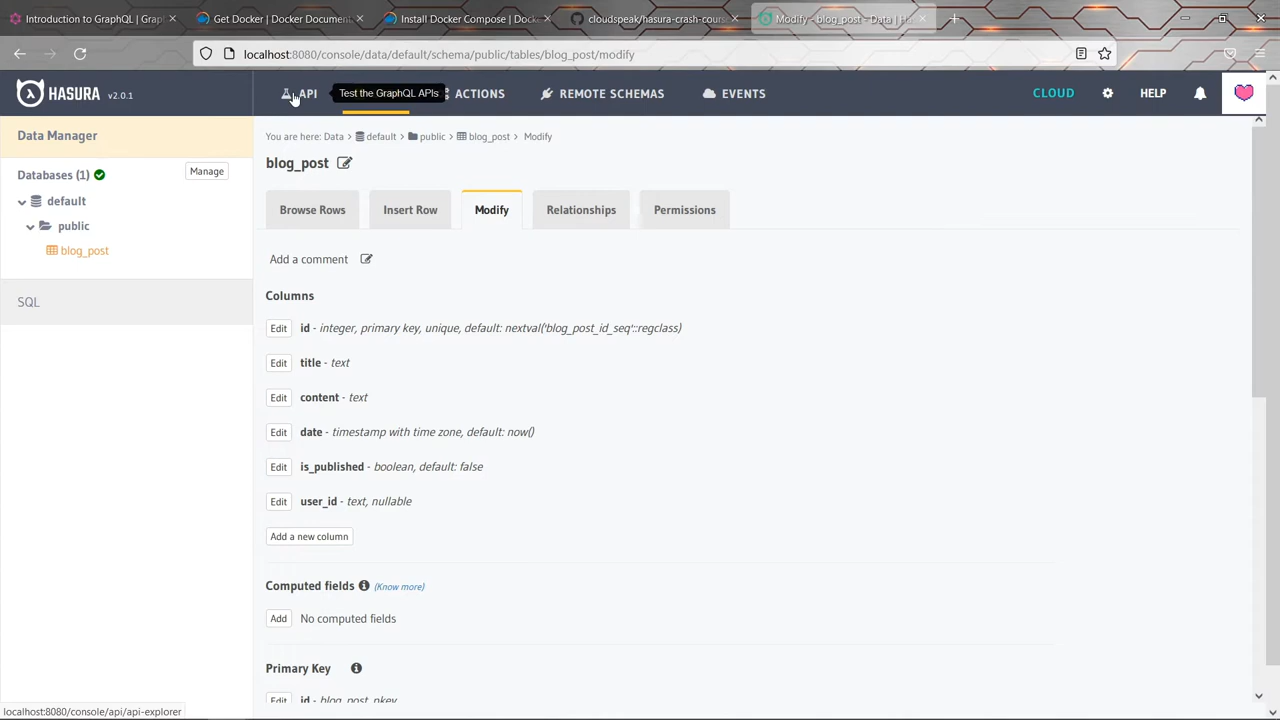 Introduction to GraphQL | Grap
Get Docker | Docker Documen
Install Docker Compose | Dock
cloudspeak/hasura-crash-cours
Modify - blog_post - Data | H
localhost:8080/console/data/default/schema/public/tables/blog_post/modify
HASURA v2.0.1
API
Test the GraphQL APIs
ACTIONS
REMOTE SCHEMAS
EVENTS
CLOUD
HELP
Data Manager
Databases (1)
Manage
default
public
blog_post
SQL
You are here: Data > default > public > blog_post > Modify
blog_post
Browse Rows
Insert Row
Modify
Relationships
Permissions
Add a comment
Columns
Edit id - integer, primary key, unique, default: nextval('blog_post_id_seq'::regclass)
Edit title - text
Edit content - text
Edit date - timestamp with time zone, default: now()
Edit is_published - boolean, default: false
Edit user_id - text, nullable
Add a new column
Computed fields (Know more)
Add No computed fields
Primary Key
Edit id - blog_post_pkey
localhost:8080/console/api/api-explorer